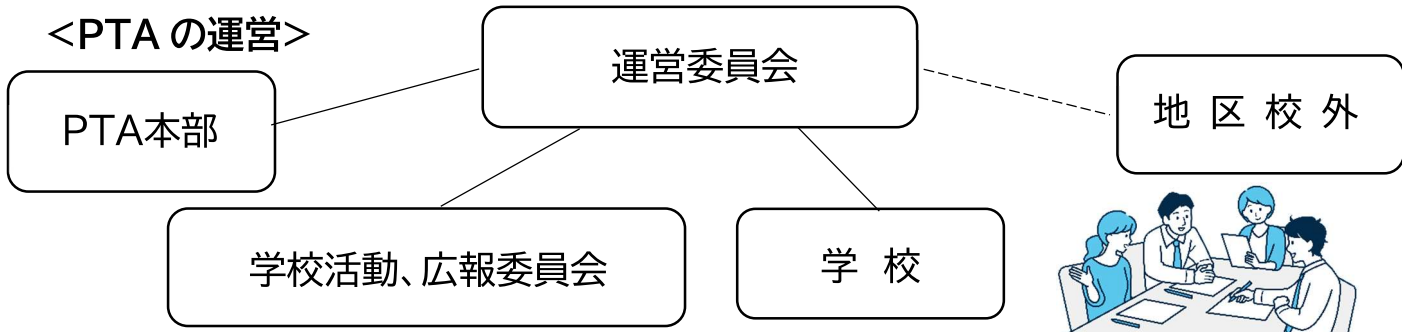 <PTA の運営>
運営委員会
PTA本部
地 区 校 外
学校活動、広報委員会
学 校